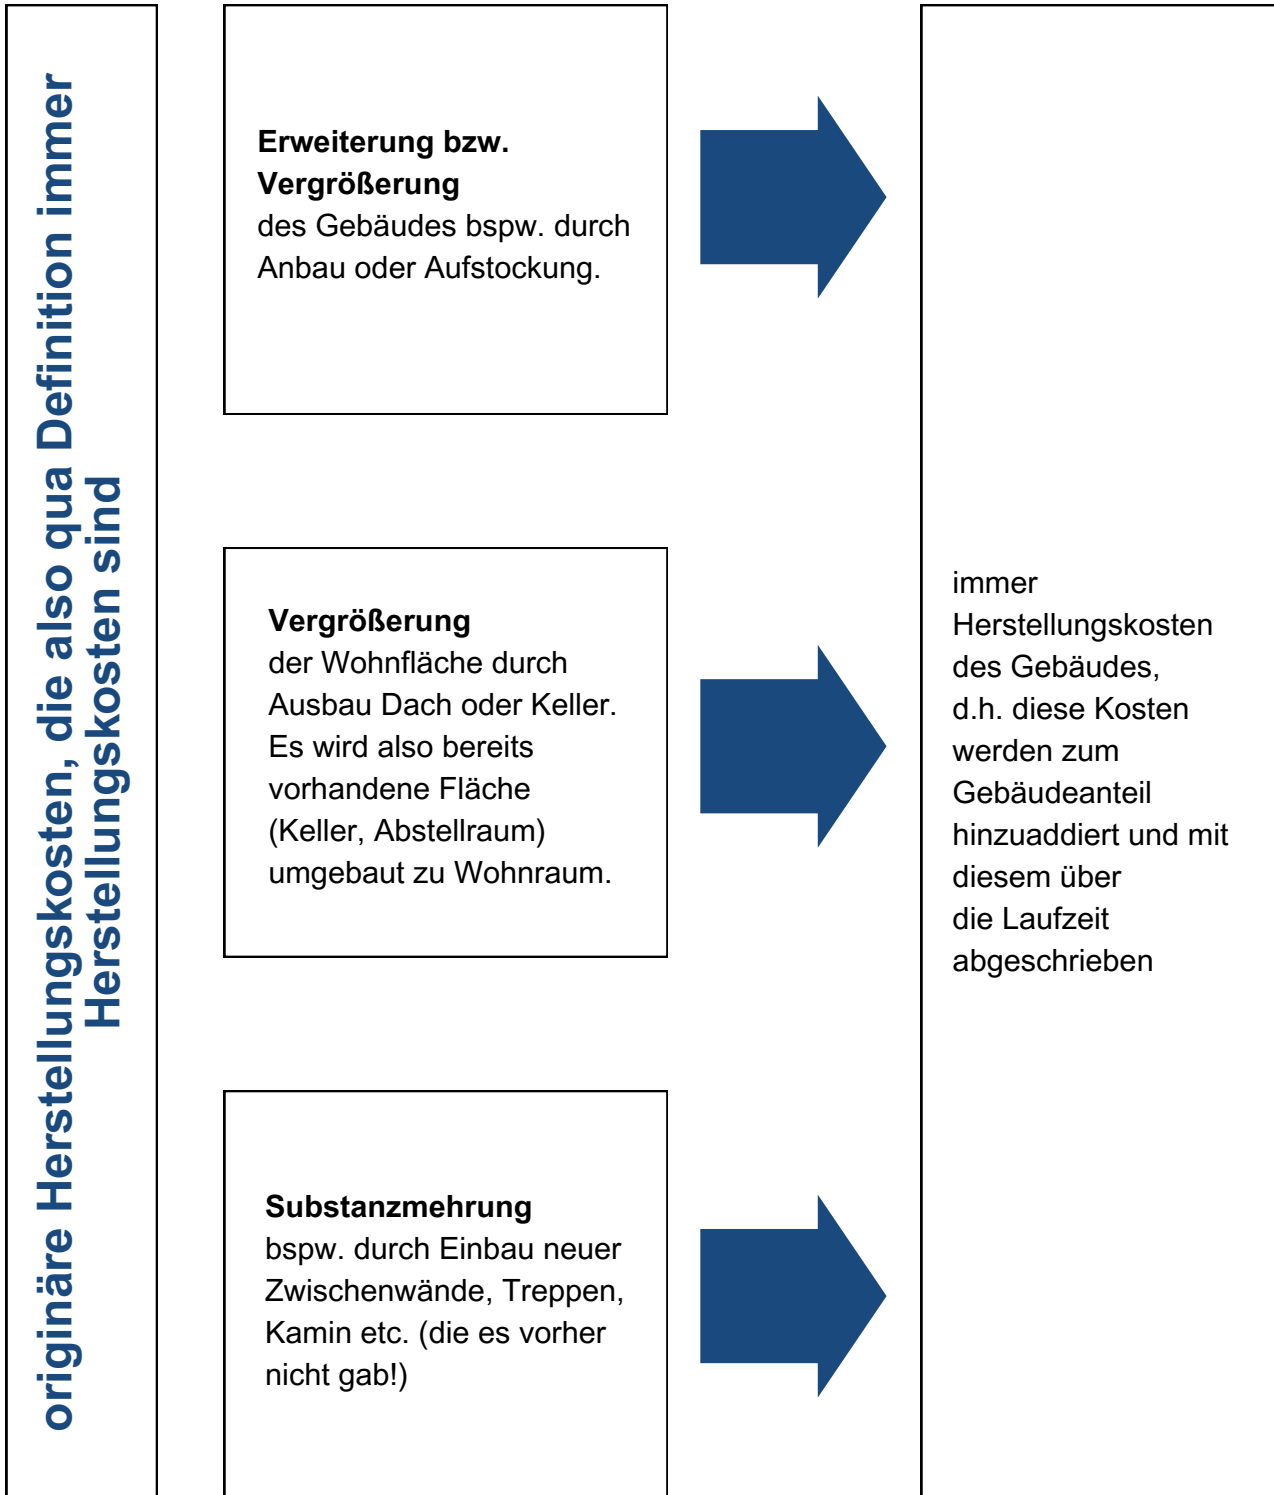 originäre Herstellungskosten, die also qua Definition immer
Herstellungskosten sind
Erweiterung bzw.
Vergrößerung
des Gebäudes bspw. durch
Anbau oder Aufstockung.
Vergrößerung
der Wohnfläche durch
Ausbau Dach oder Keller.
Es wird also bereits
vorhandene Fläche
(Keller, Abstellraum)
umgebaut zu Wohnraum.
Substanzmehrung
bspw. durch Einbau neuer
Zwischenwände, Treppen,
Kamin etc. (die es vorher
nicht gab!)
immer
Herstellungskosten
des Gebäudes,
d.h. diese Kosten
werden zum
Gebäudeanteil
hinzuaddiert und mit
diesem über
die Laufzeit
abgeschrieben